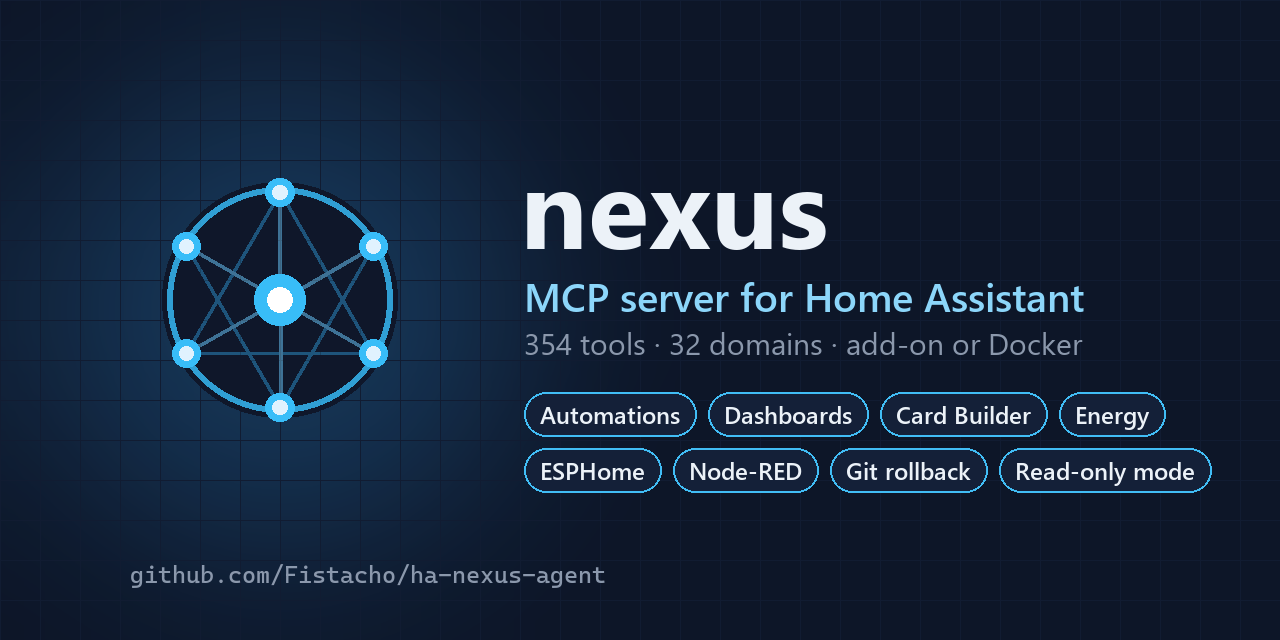 nexus
MCP server for Home Assistant
354 tools · 32 domains · add-on or Docker
Automations Dashboards Card Builder Energy
ESPHome Node-RED Git rollback Read-only mode
github.com/Fistacho/ha-nexus-agent